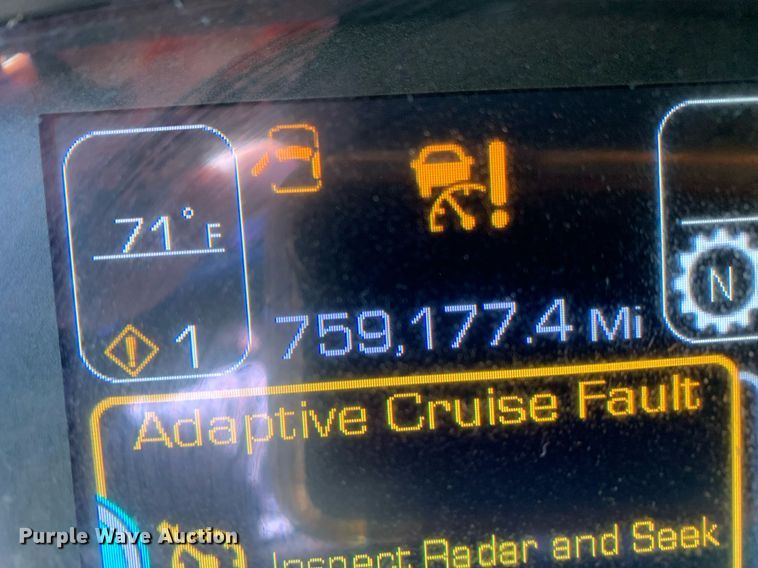 71° F
1
759,177.4 Mi
N
Adaptive Cruise Fault
Inspect Radar and Seek
Purple Wave Auction